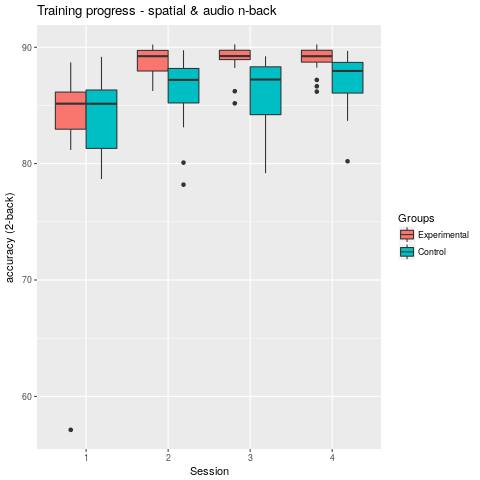 Training progress - spatial & audio n-back
90
80
70
60
accuracy (2-back)
1 2 3 4
Session
Groups
Experimental
Control